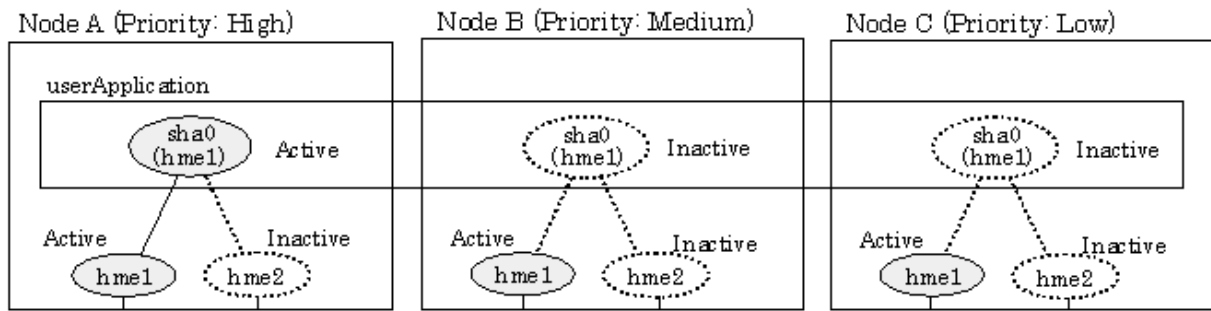 Node A (Priority: High)
Node B (Priority: Medium)
Node C (Priority: Low)
userApplication
sha0
(hme1)
Active
sha0
(hme1)
Inactive
sha0
(hme1)
Inactive
Active
Inactive
hme1
hme2
Active
Inactive
hme1
hme2
Active
Inactive
hme1
hme2